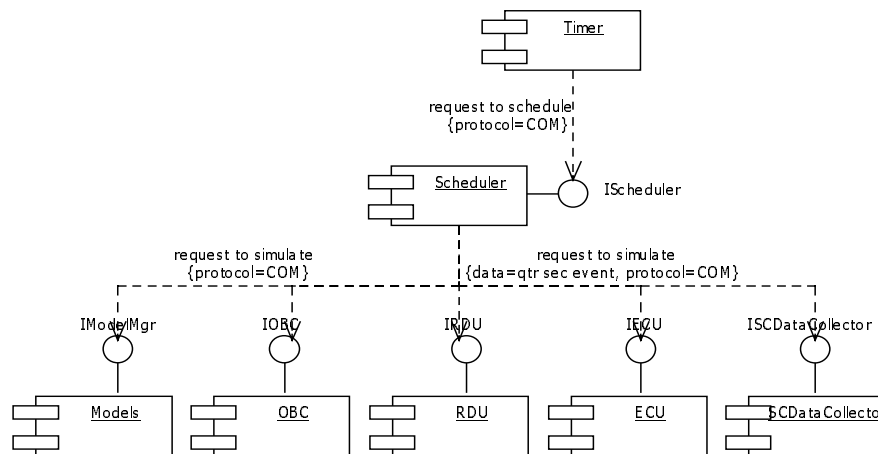 Timer
request to schedule
{protocol=COM}
Scheduler
IScheduler
request to simulate
{protocol=COM}
request to simulate
{data=qtr sec event, protocol=COM}
IModelMgr
IOBC
IRDU
IECU
ISCDataCollector
Models
OBC
RDU
ECU
SCDataCollecto